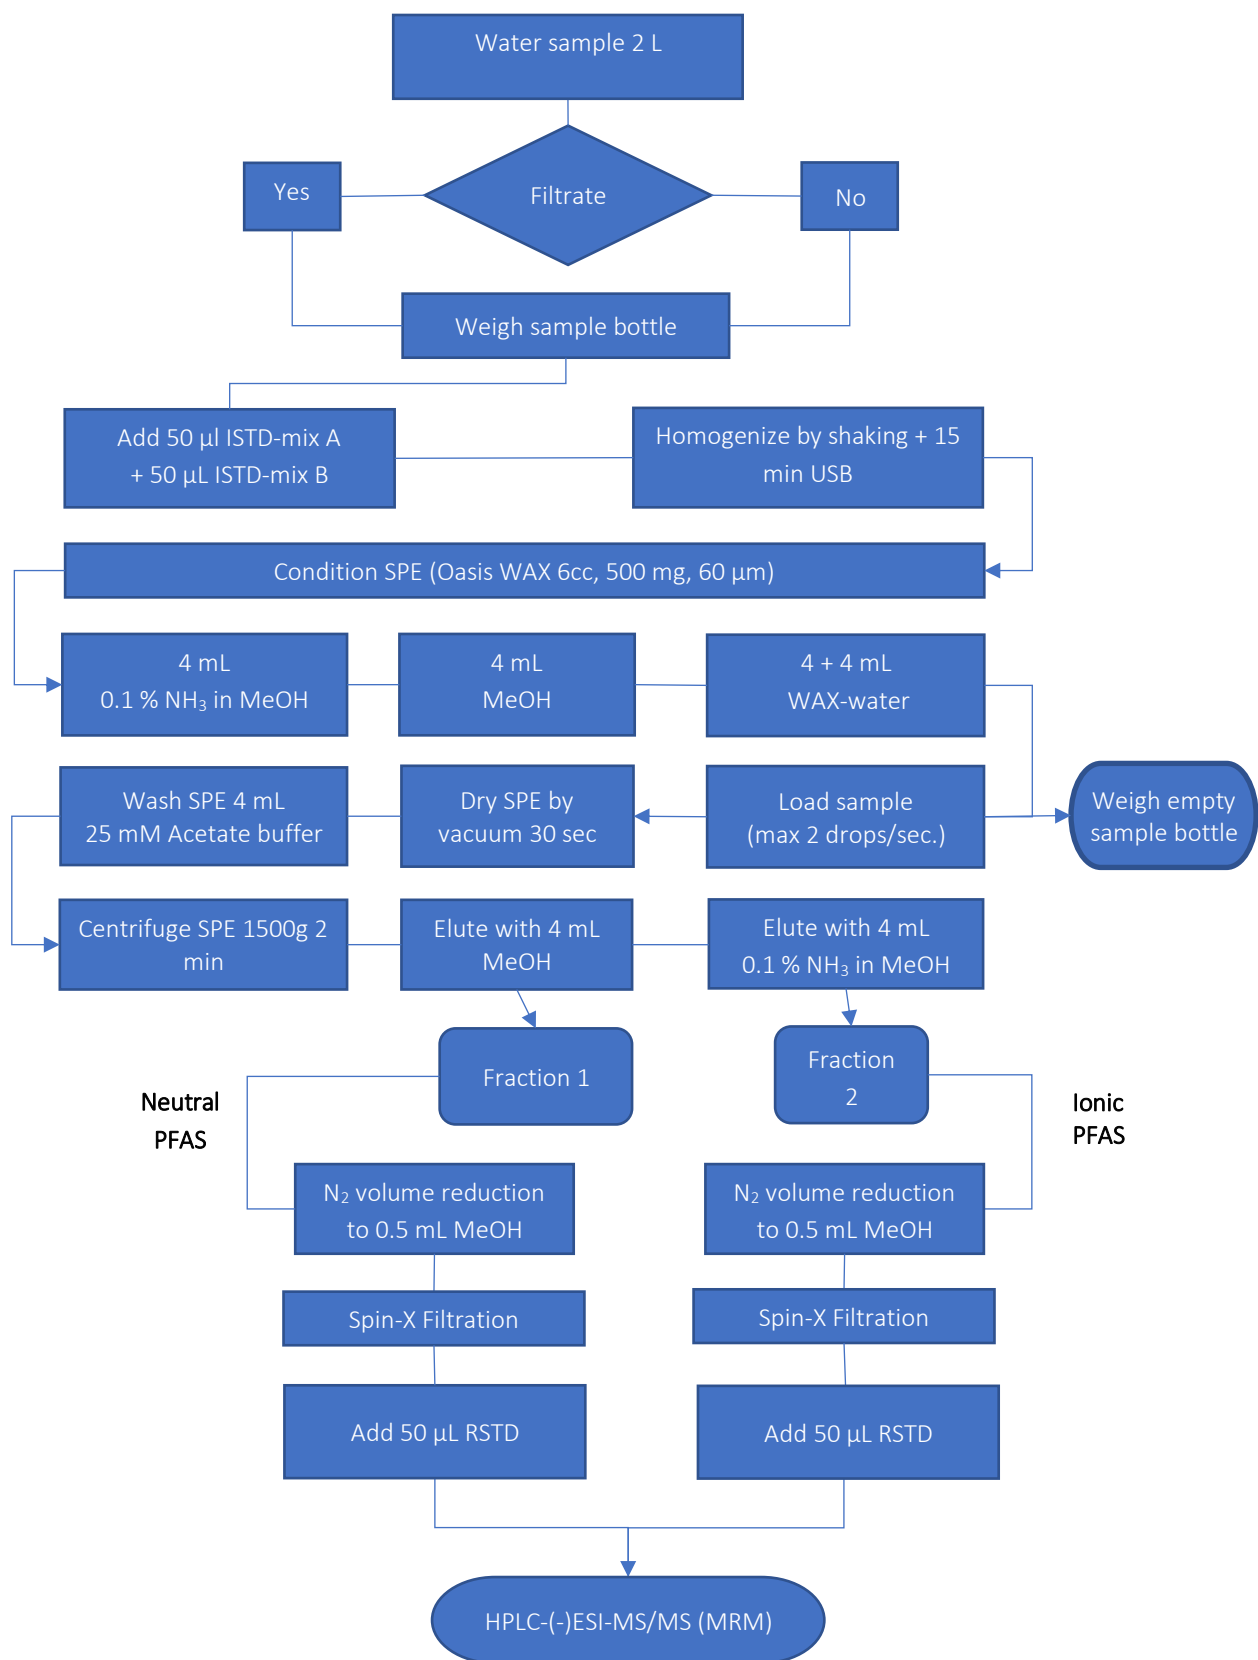 Water sample 2 L
Yes
Filtrate
No
Weigh sample bottle
Add 50 µl ISTD-mix A
+ 50 µL ISTD-mix B
Homogenize by shaking + 15
min USB
Condition SPE (Oasis WAX 6cc, 500 mg, 60 µm)
4 mL
0.1 % NH₃ in MeOH
4 mL
MeOH
4 + 4 mL
WAX-water
Wash SPE 4 mL
25 mM Acetate buffer
Dry SPE by
vacuum 30 sec
Load sample
(max 2 drops/sec.)
Weigh empty
sample bottle
Centrifuge SPE 1500g 2
min
Elute with 4 mL
MeOH
Elute with 4 mL
0.1 % NH₃ in MeOH
Neutral
PFAS
Fraction 1
Fraction
2
Ionic
PFAS
N₂ volume reduction
to 0.5 mL MeOH
N₂ volume reduction
to 0.5 mL MeOH
Spin-X Filtration
Spin-X Filtration
Add 50 µL RSTD
Add 50 µL RSTD
HPLC-(-)ESI-MS/MS (MRM)